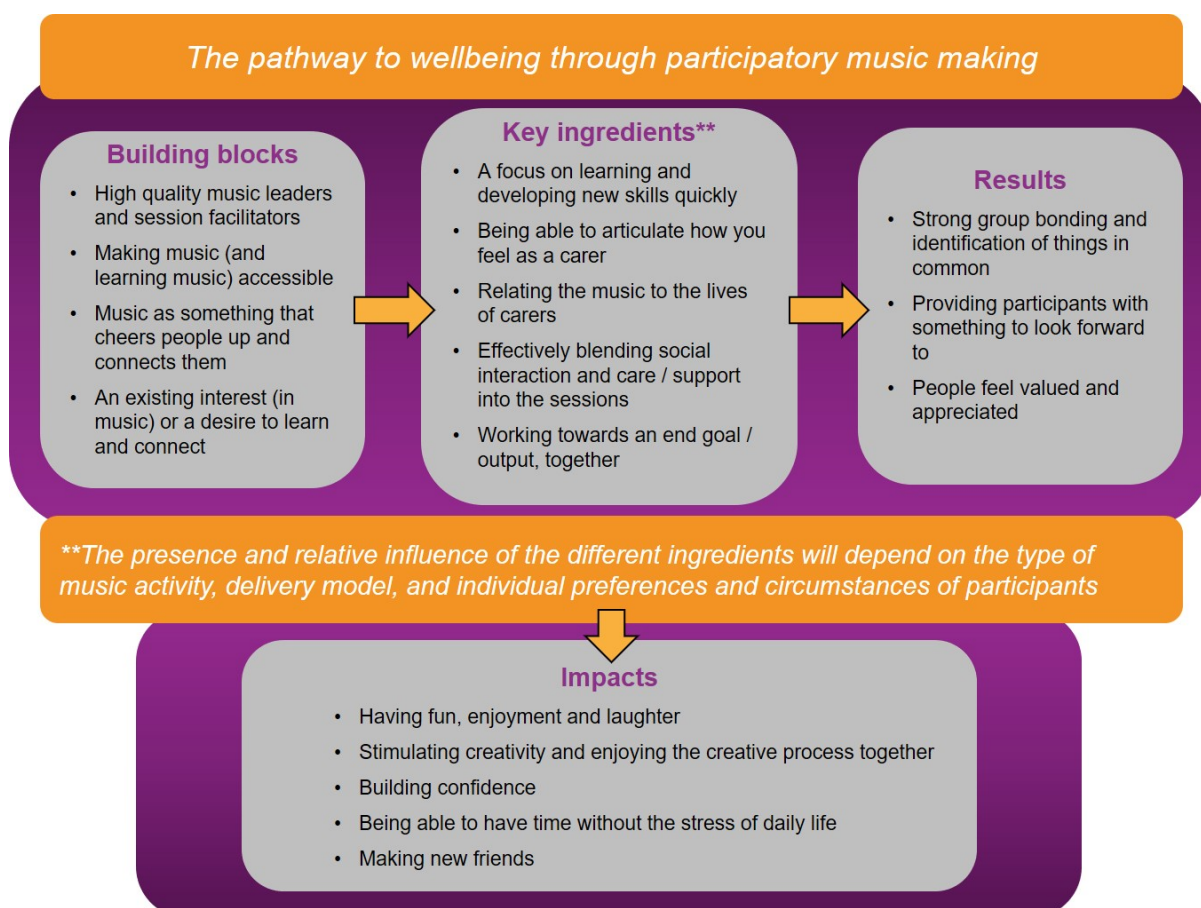 The pathway to wellbeing through participatory music making
Building blocks
• High quality music leaders
and session facilitators
• Making music (and
learning music) accessible
• Music as something that
cheers people up and
connects them
• An existing interest (in
music) or a desire to learn
and connect
Key ingredients**
• A focus on learning and
developing new skills quickly
• Being able to articulate how you
feel as a carer
• Relating the music to the lives
of carers
• Effectively blending social
interaction and care / support
into the sessions
• Working towards an end goal /
output, together
Results
• Strong group bonding and
identification of things in
common
• Providing participants with
something to look forward
to
• People feel valued and
appreciated
**The presence and relative influence of the different ingredients will depend on the type of
music activity, delivery model, and individual preferences and circumstances of participants
Impacts
• Having fun, enjoyment and laughter
• Stimulating creativity and enjoying the creative process together
• Building confidence
• Being able to have time without the stress of daily life
• Making new friends